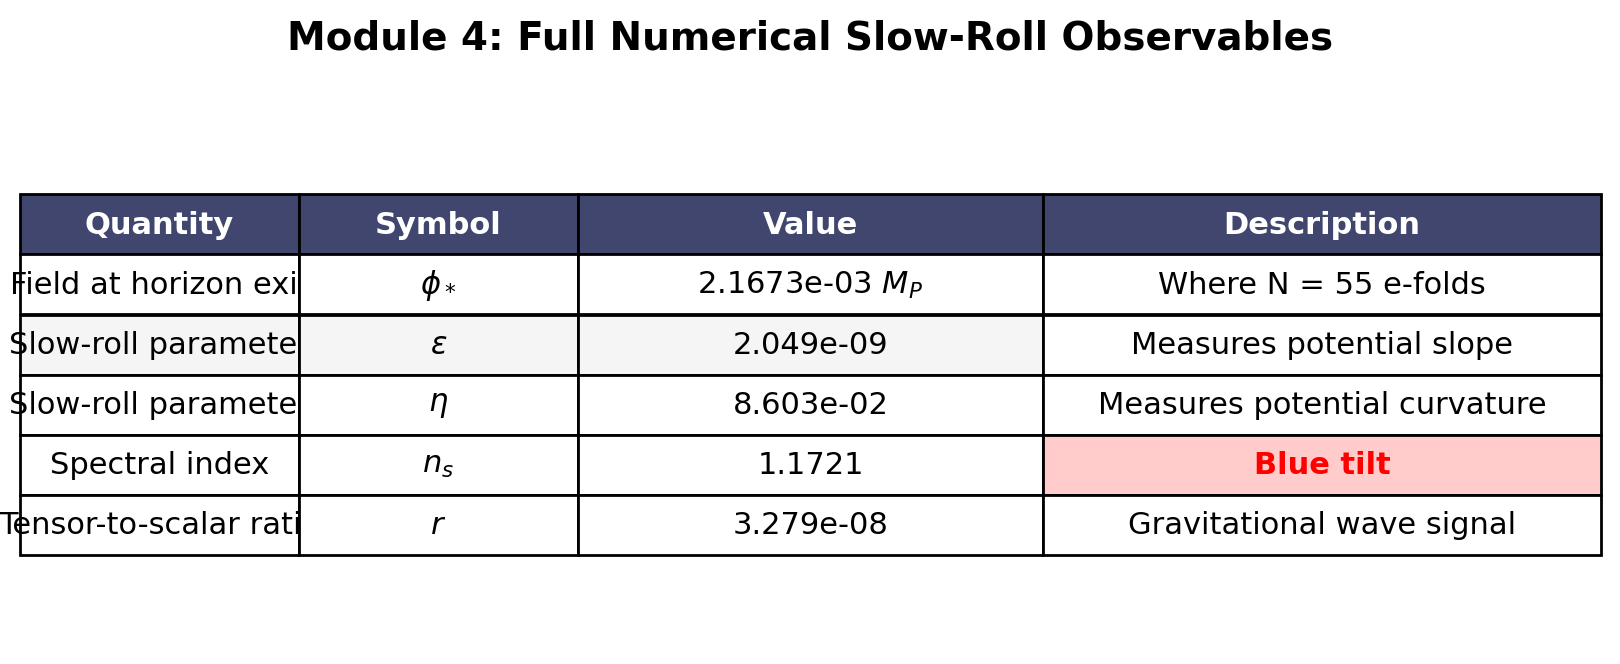 Module 4: Full Numerical Slow-Roll Observables
Quantity Symbol Value Description
Field at horizon exi ϕ* 2.1673e-03 M_P Where N = 55 e-folds
Slow-roll paramete ε 2.049e-09 Measures potential slope
Slow-roll paramete η 8.603e-02 Measures potential curvature
Spectral index n_s 1.1721 Blue tilt
Tensor-to-scalar rati r 3.279e-08 Gravitational wave signal